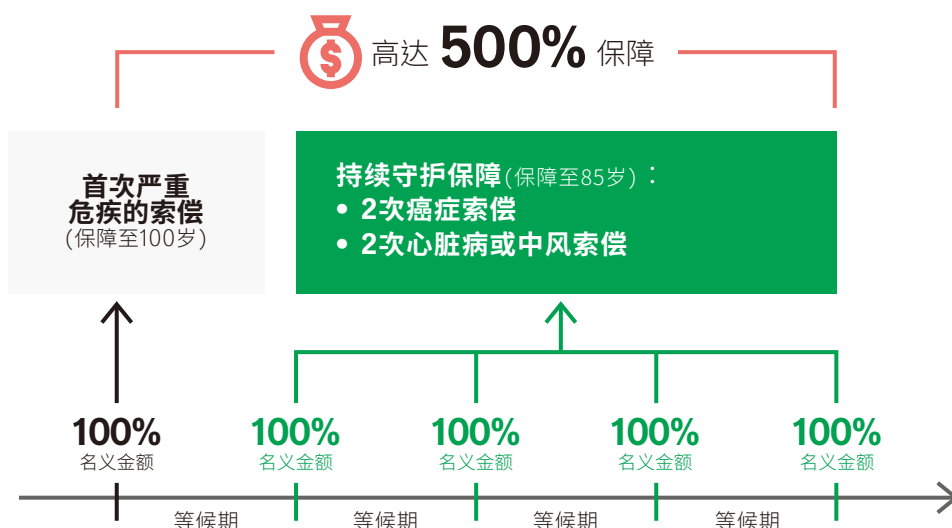 高达 500% 保障
首次严重
危疾的索偿
(保障至100岁)
持续守护保障(保障至85岁)：
• 2次癌症索偿
• 2次心脏病或中风索偿
100% 100% 100% 100% 100%
名义金额 名义金额 名义金额 名义金额 名义金额
等候期 等候期 等候期 等候期